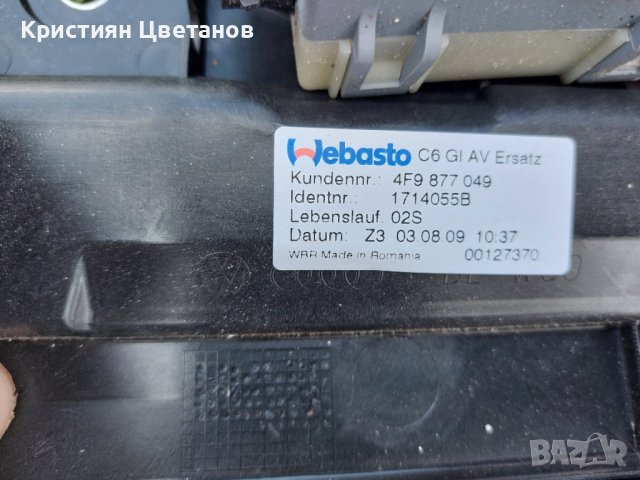 Кристиян Цветанов
Webasto C6 GI AV Ersatz
Kundennr.: 4F9 877 049
Identnr.: 1714055B
Lebenslauf. 02S
Datum: Z3 03.08.09 10:37
WBR Made in Romania 00127370
BAZAR